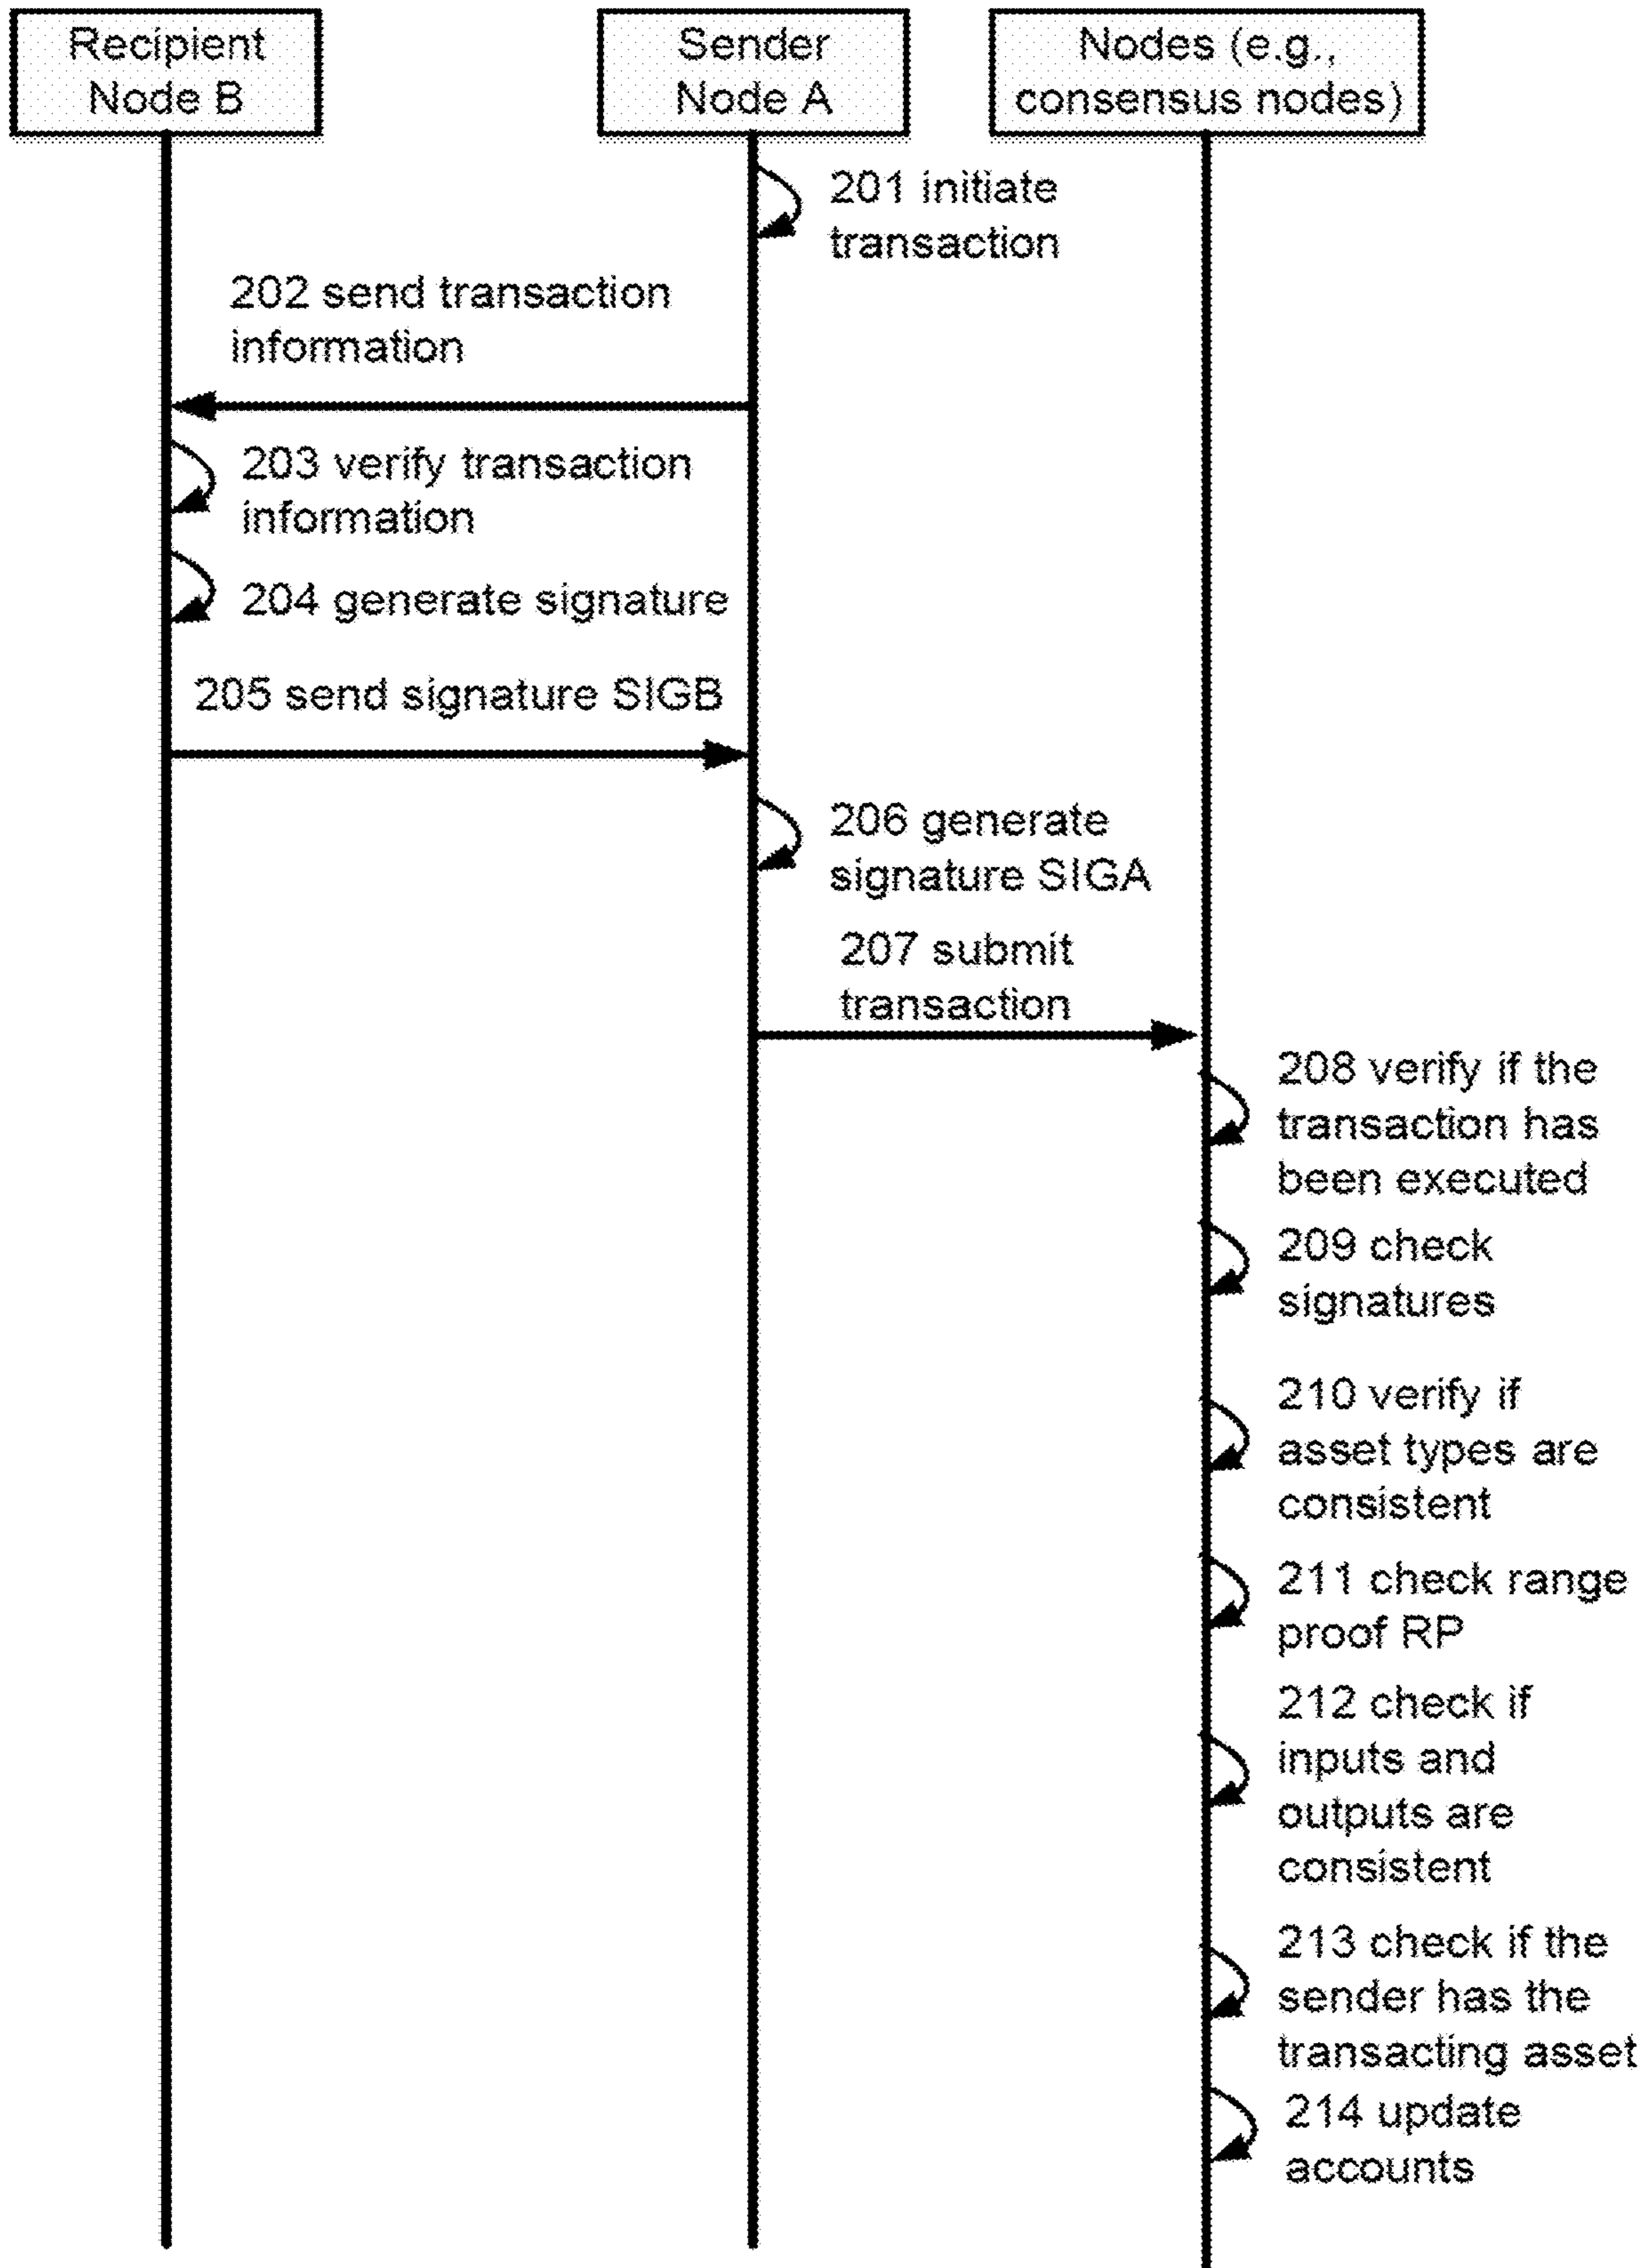 Recipient
Node B
Sender
Node A
Nodes (e.g.,
consensus nodes)
201 initiate
transaction
202 send transaction
information
203 verify transaction
information
204 generate signature
205 send signature SIGB
206 generate
signature SIGA
207 submit
transaction
208 verify if the
transaction has
been executed
209 check
signatures
210 verify if
asset types are
consistent
211 check range
proof RP
212 check if
inputs and
outputs are
consistent
213 check if the
sender has the
transacting asset
214 update
accounts